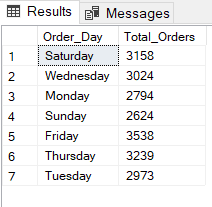 Results Messages
Order_Day Total_Orders
1 Saturday 3158
2 Wednesday 3024
3 Monday 2794
4 Sunday 2624
5 Friday 3538
6 Thursday 3239
7 Tuesday 2973